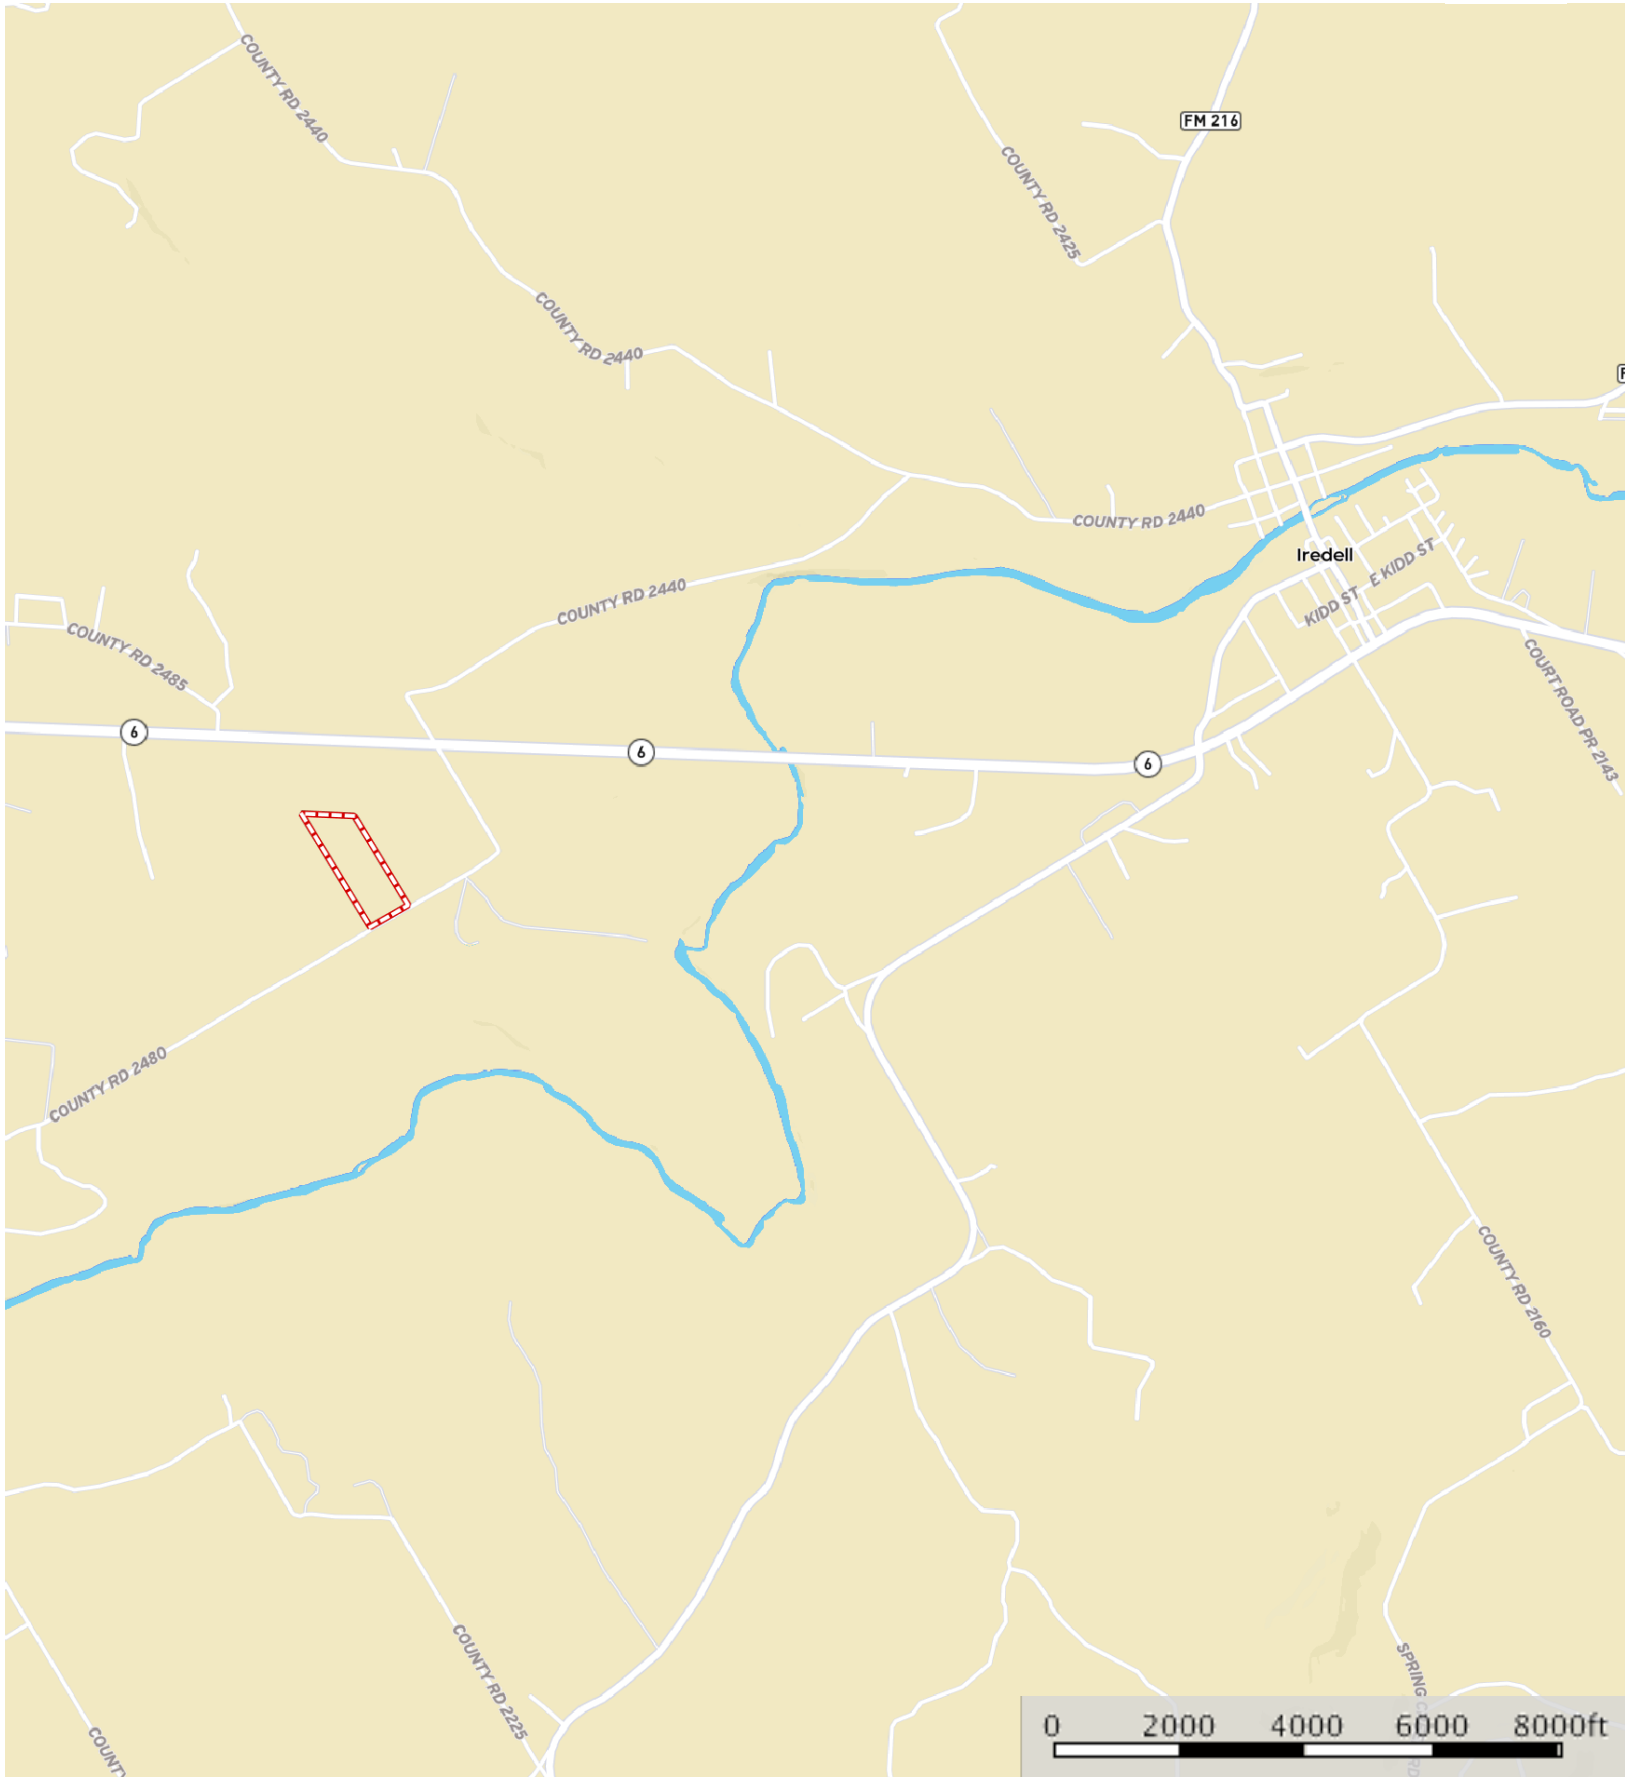 COUNTY RD 2440
FM 216
COUNTY RD 2425
COUNTY RD 2440
F
COUNTY RD 2440
Iredell
E KIDD ST
KIDD ST
COUNTY RD 2440
COUNTY RD 2485
COURT ROAD PR 2143
6
6
6
COUNTY RD 2480
COUNTY RD 2160
COUNTY RD 2225
SPRING
COUNTY
0 2000 4000 6000 8000ft
RD